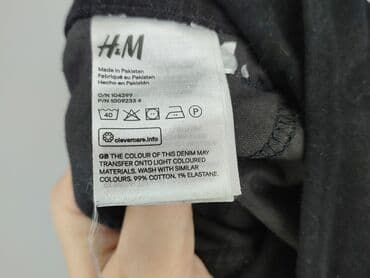 H&M
Made in Pakistan
Fabriqué au Pakistan
Hecho en Pakistán
O/N 104399
P/N 1009233 4
40 P
clevercare.info
GB THE COLOUR OF THIS DENIM MAY
TRANSFER ONTO LIGHT COLOURED
MATERIALS. WASH WITH SIMILAR
COLOURS. 99% COTTON, 1% ELASTANE.